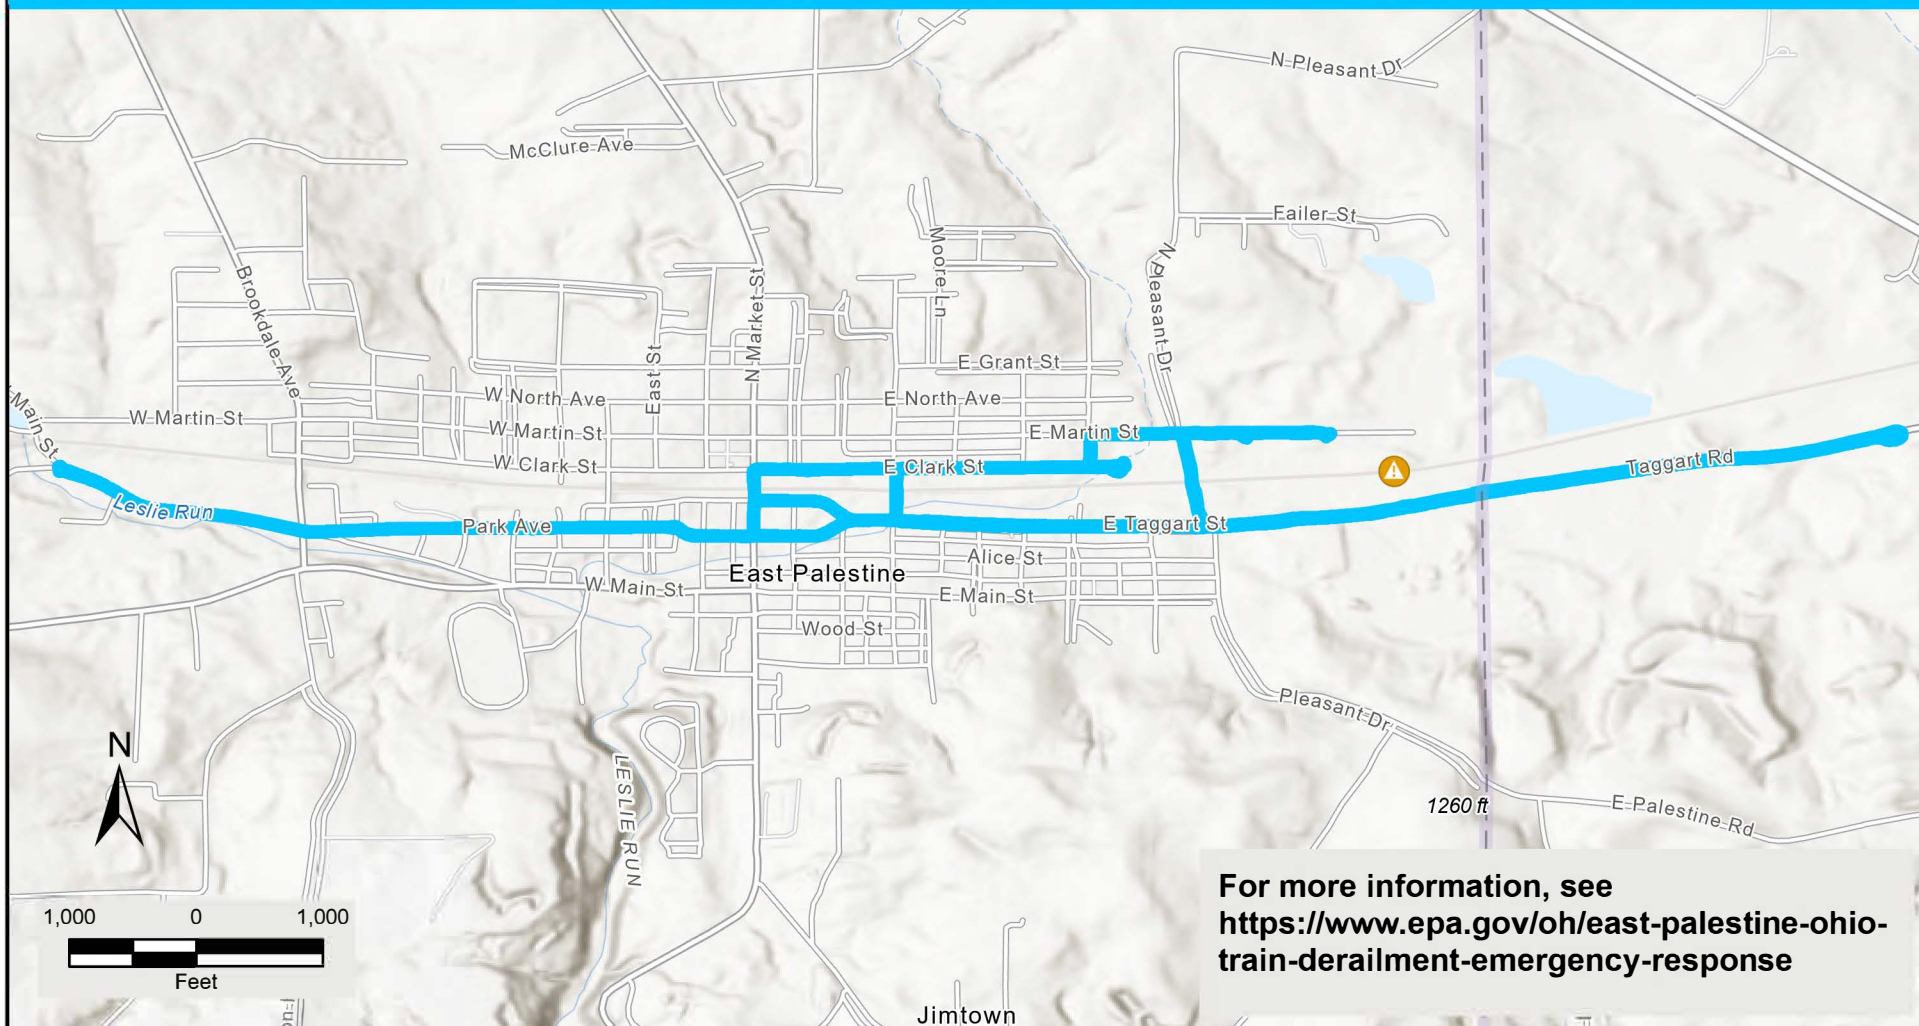 N Pleasant Dr
McClure Ave
Failer St
Moore Ln
N Pleasant Dr
Brookdale Ave
N Market St
East St
E Grant St
W North Ave
E North Ave
Main St
W Martin St
W Martin St
E Martin St
W Clark St
E Clark St
Taggart Rd
Leslie Run
Park Ave
E Taggart St
Alice St
East Palestine
W Main St
E Main St
Wood St
Pleasant Dr
N
LESLIE RUN
1260 ft
E Palestine Rd
For more information, see
https://www.epa.gov/oh/east-palestine-ohio-
train-derailment-emergency-response
1,000 0 1,000
Feet
Jimtown